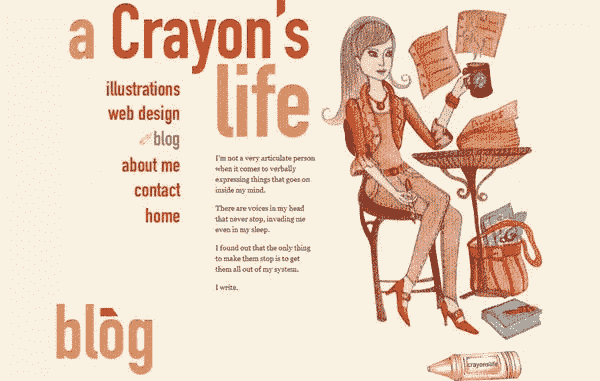 a Crayon's
life
illustrations
web design
blog
about me
contact
home
I'm not a very articulate person
when it comes to verbally
expressing things that goes on
inside my mind.
There are voices in my head
that never stop, invading me
even in my sleep.
I found out that the only thing
to make them stop is to get
them all out of my system.
I write.
blog
crayonslife